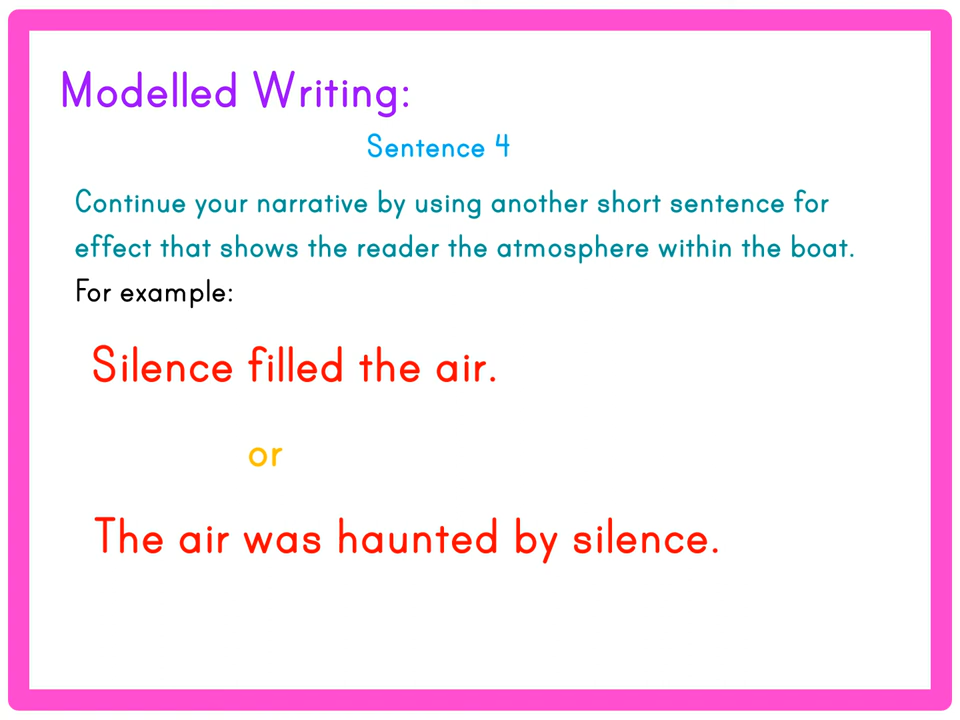 Modelled Writing:
Sentence 4
Continue your narrative by using another short sentence for
effect that shows the reader the atmosphere within the boat.
For example:
Silence filled the air.
or
The air was haunted by silence.